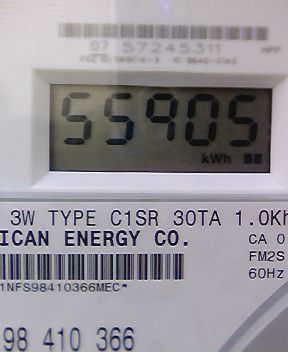 07 57245311
55905
kWh
3W TYPE C1SR 30TA 1.0Kh
ICAN ENERGY CO.
CA 0
FM2S
60Hz
1NFS98410366MEC*
98 410 366